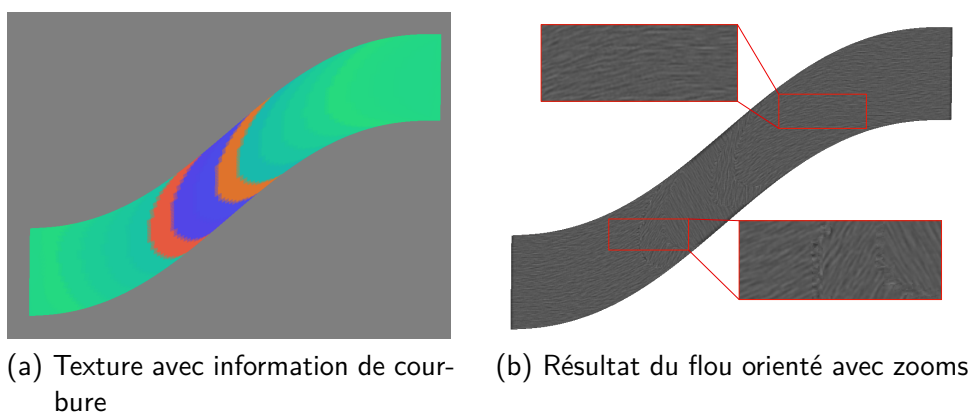 (a) Texture avec information de cour-
bure
(b) Résultat du flou orienté avec zooms